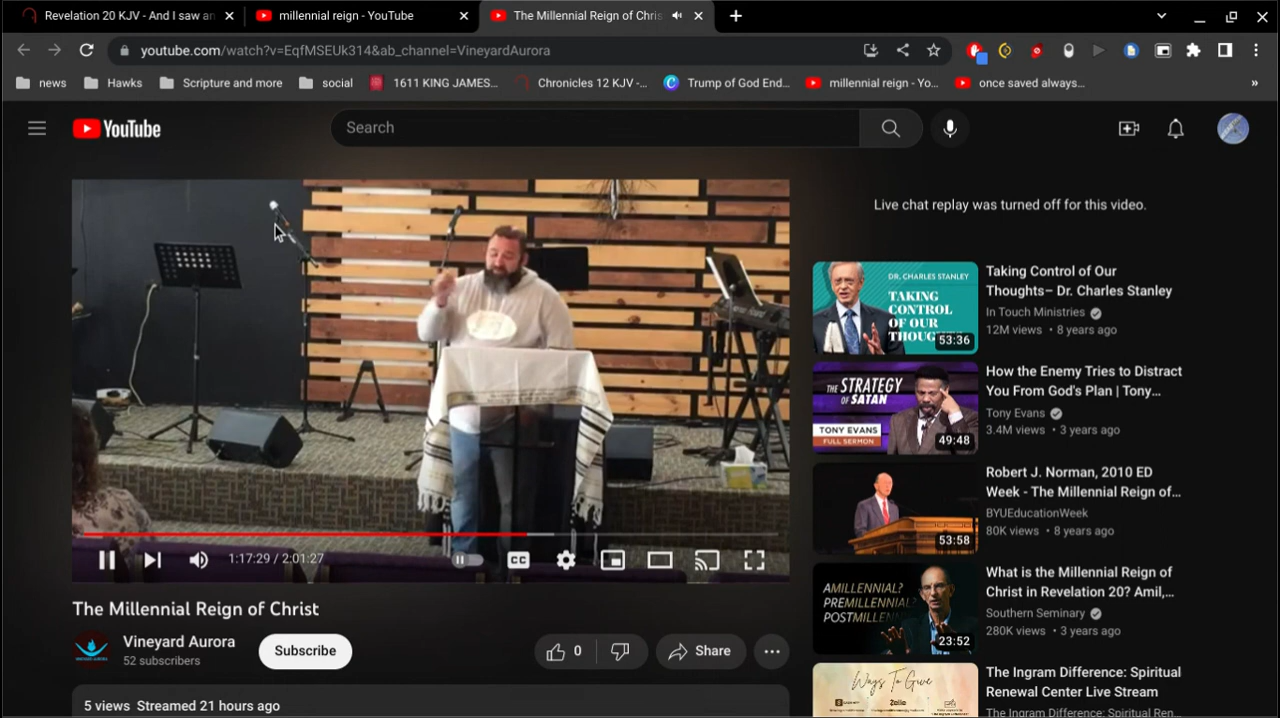 Revelation 20 KJV - And I saw an
millennial reign - YouTube
The Millennial Reign of Chris
youtube.com/watch?v=EqfMSEUk314&ab_channel=VineyardAurora
news
Hawks
Scripture and more
social
1611 KING JAMES...
Chronicles 12 KJV -...
Trump of God End...
millennial reign - Yo...
once saved always...
YouTube
Search
Live chat replay was turned off for this video.
DR. CHARLES STANLEY
TAKING
CONTROL
OF OUR
THOUG
53:36
Taking Control of Our
Thoughts– Dr. Charles Stanley
In Touch Ministries
12M views • 8 years ago
THE STRATEGY
OF SATAN
TONY EVANS
FULL SERMON
49:48
How the Enemy Tries to Distract
You From God's Plan | Tony...
Tony Evans
3.4M views • 3 years ago
53:58
Robert J. Norman, 2010 ED
Week - The Millennial Reign of...
BYUEducationWeek
80K views • 8 years ago
AMILLENNIAL?
PREMILLENNIAL?
POSTMILLEN
23:52
What is the Millennial Reign of
Christ in Revelation 20? Amil,...
Southern Seminary
280K views • 3 years ago
Ways To Give
Zelle
The Ingram Difference: Spiritual
Renewal Center Live Stream
The Ingram Difference: Spiritual Ren...
1:17:29 / 2:01:27
CC
The Millennial Reign of Christ
Vineyard Aurora
52 subscribers
Subscribe
0
Share
5 views Streamed 21 hours ago